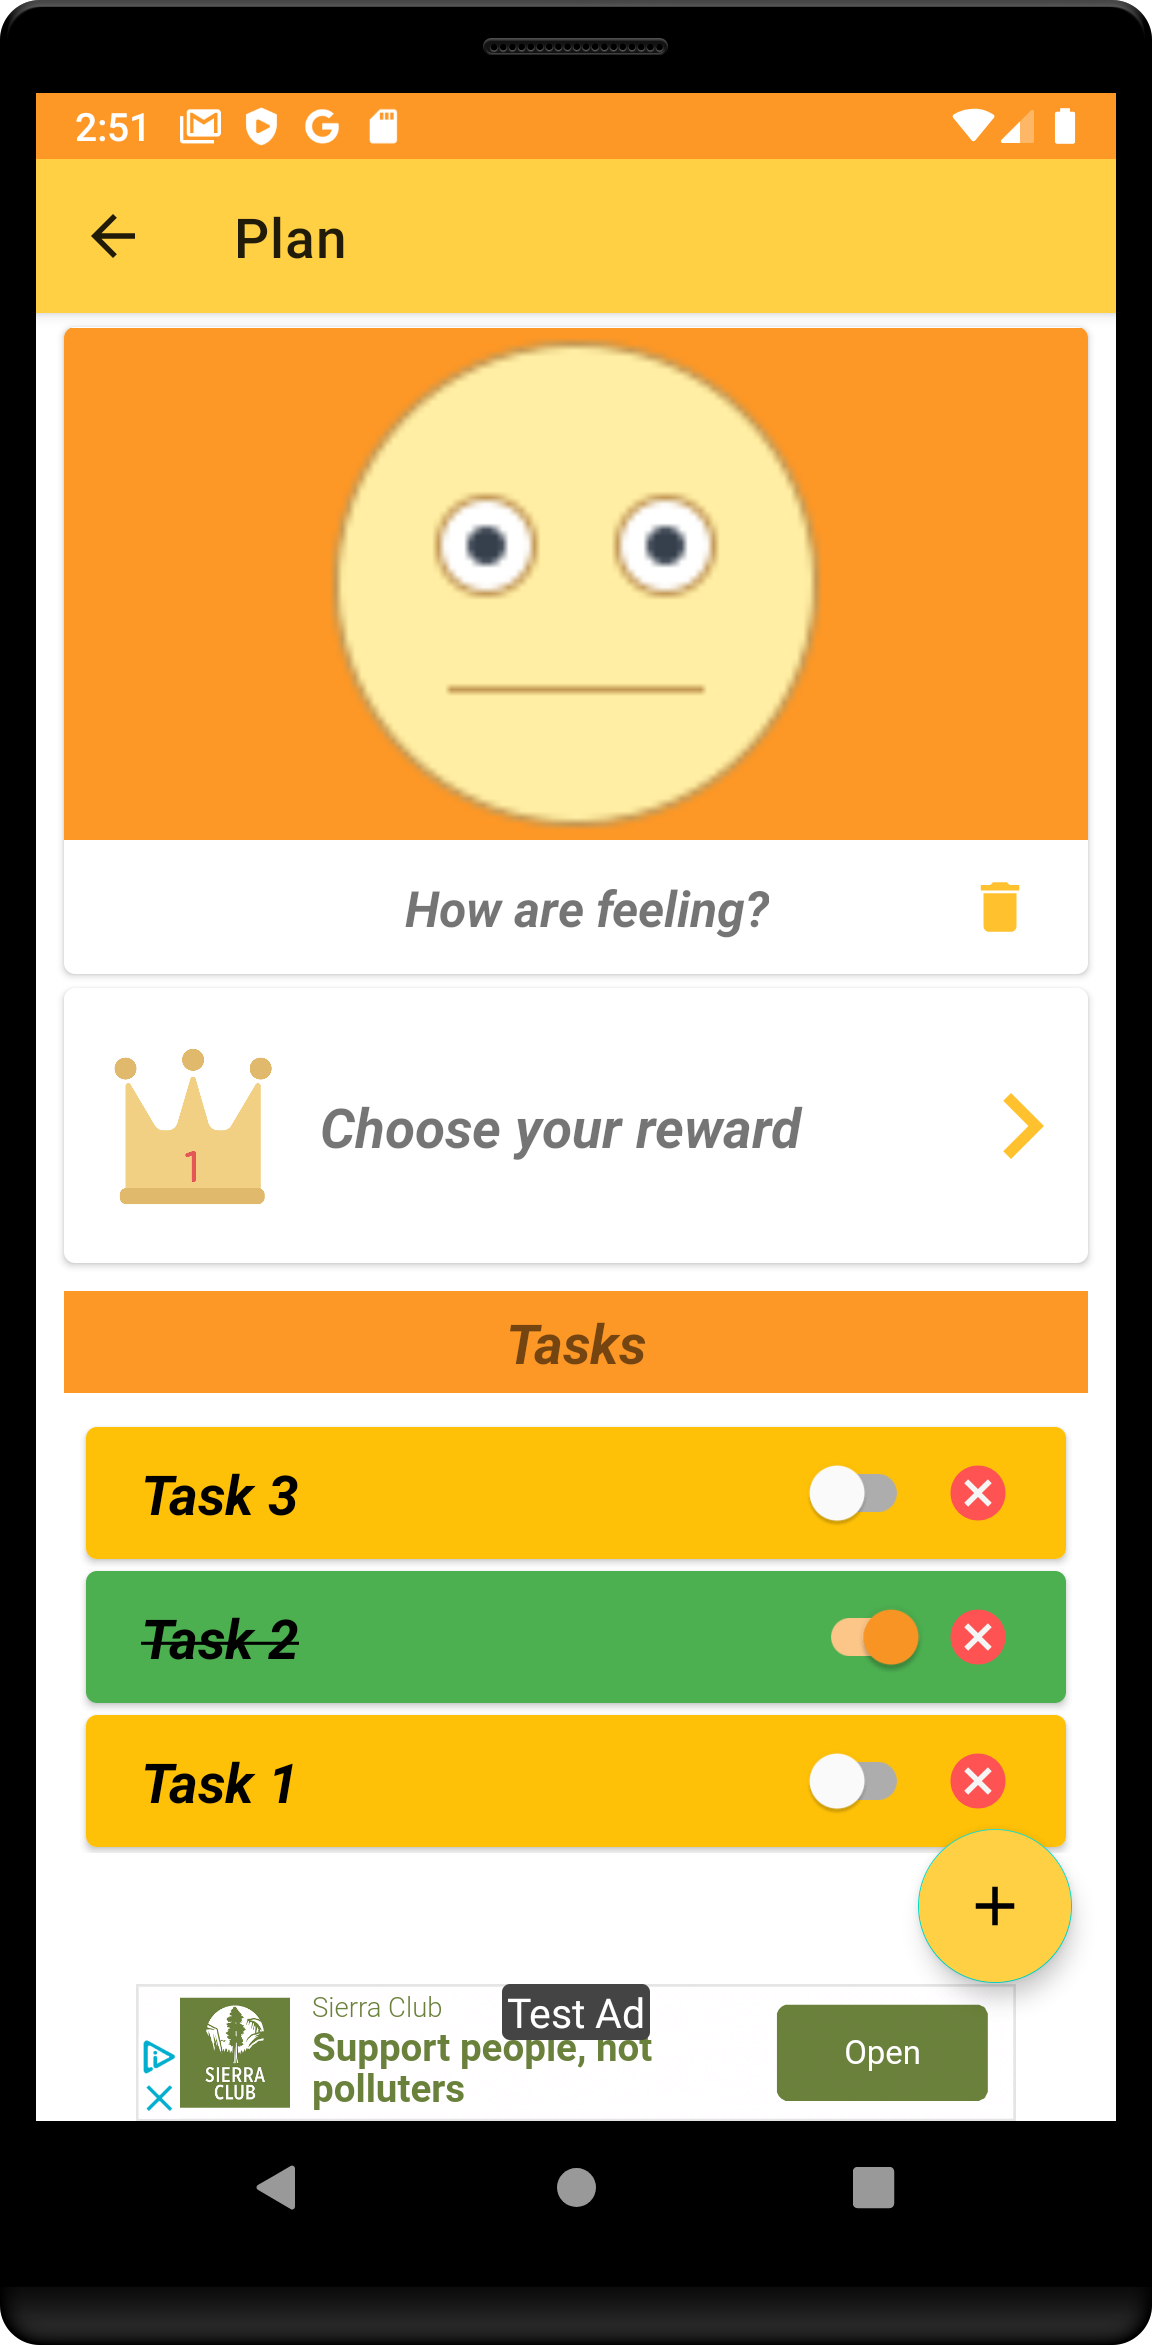 2:51
Plan
How are feeling?
1
Choose your reward
Tasks
Task 3
Task 2
Task 1
Sierra Club
Test Ad
Support people, not
polluters
SIERRA
CLUB
Open